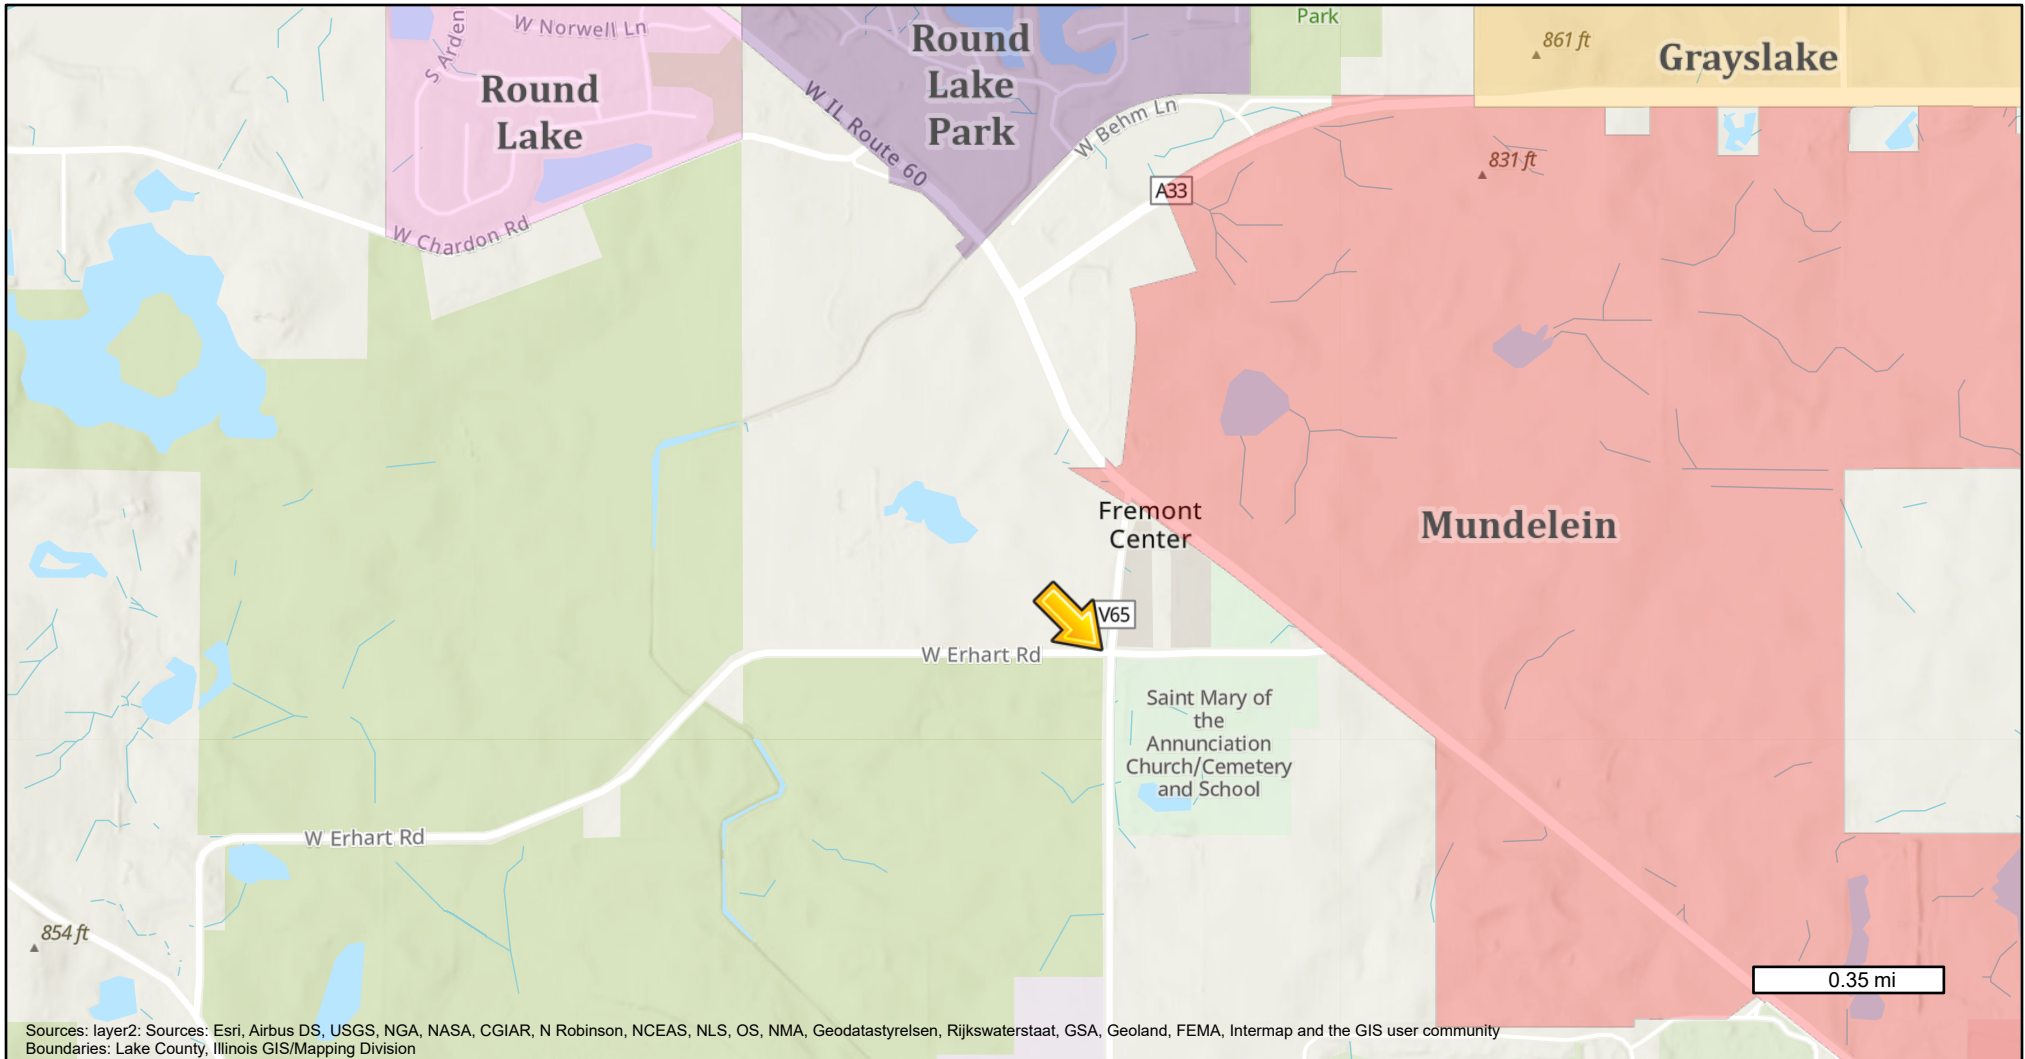 Park
861 ft
Grayslake
W Norwell Ln
S Arden
Round
Lake
Round
Lake
Park
W IL Route 60
W Behm Ln
A33
831 ft
W Chardon Rd
Fremont
Center
Mundelein
V65
W Erhart Rd
Saint Mary of
the
Annunciation
Church/Cemetery
and School
W Erhart Rd
854 ft
0.35 mi
Sources: layer2: Sources: Esri, Airbus DS, USGS, NGA, NASA, CGIAR, N Robinson, NCEAS, NLS, OS, NMA, Geodatastyrelsen, Rijkswaterstaat, GSA, Geoland, FEMA, Intermap and the GIS user community
Boundaries: Lake County, Illinois GIS/Mapping Division